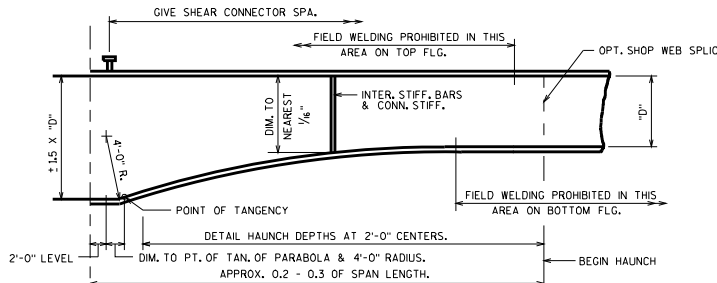 GIVE SHEAR CONNECTOR SPA.
FIELD WELDING PROHIBITED IN THIS
AREA ON TOP FLG.
OPT. SHOP WEB SPLIC
± 1.5 X "D"
4'-0" R.
DIM. TO
NEAREST
1/16"
INTER. STIFF. BARS
& CONN. STIFF.
"D"
POINT OF TANGENCY
FIELD WELDING PROHIBITED IN THIS
AREA ON BOTTOM FLG.
DETAIL HAUNCH DEPTHS AT 2'-0" CENTERS.
2'-0" LEVEL
DIM. TO PT. OF TAN. OF PARABOLA & 4'-0" RADIUS.
BEGIN HAUNCH
APPROX. 0.2 - 0.3 OF SPAN LENGTH.